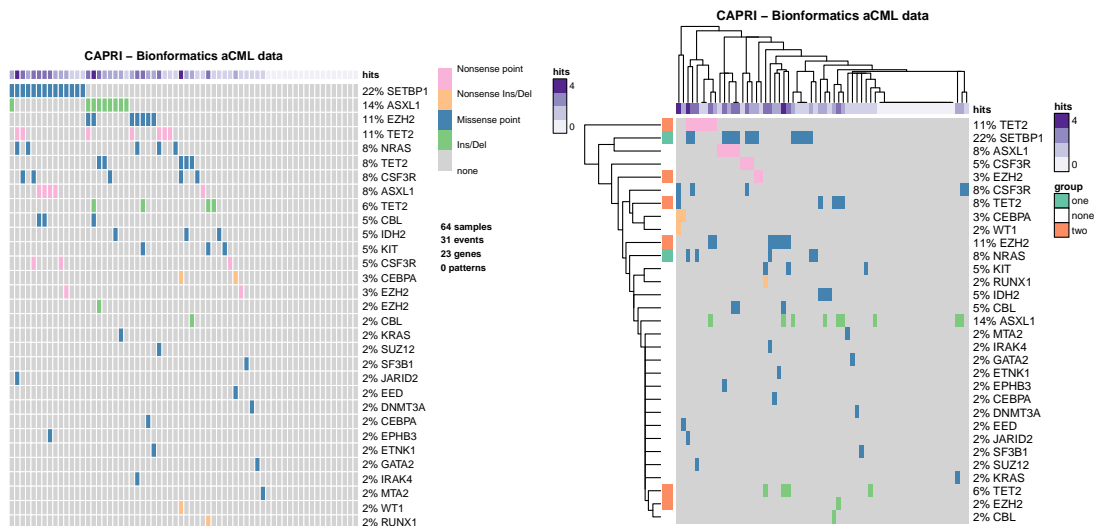 CAPRI – Bionformatics aCML data
hits
22% SETBP1
14% ASXL1
11% EZH2
11% TET2
8% NRAS
8% TET2
8% CSF3R
8% ASXL1
6% TET2
5% CBL
5% IDH2
5% KIT
5% CSF3R
3% CEBPA
3% EZH2
2% EZH2
2% CBL
2% KRAS
2% SUZ12
2% SF3B1
2% JARID2
2% EED
2% DNMT3A
2% CEBPA
2% EPHB3
2% ETNK1
2% GATA2
2% IRAK4
2% MTA2
2% WT1
2% RUNX1
Nonsense point
Nonsense Ins/Del
Missense point
Ins/Del
none
hits
4
0
64 samples
31 events
23 genes
0 patterns
CAPRI – Bionformatics aCML data
hits
11% TET2
22% SETBP1
8% ASXL1
5% CSF3R
3% EZH2
8% CSF3R
8% TET2
3% CEBPA
2% WT1
11% EZH2
8% NRAS
5% KIT
2% RUNX1
5% IDH2
5% CBL
14% ASXL1
2% MTA2
2% IRAK4
2% GATA2
2% ETNK1
2% EPHB3
2% CEBPA
2% DNMT3A
2% EED
2% JARID2
2% SF3B1
2% SUZ12
2% KRAS
6% TET2
2% EZH2
2% CBL
hits
4
0
group
one
none
two